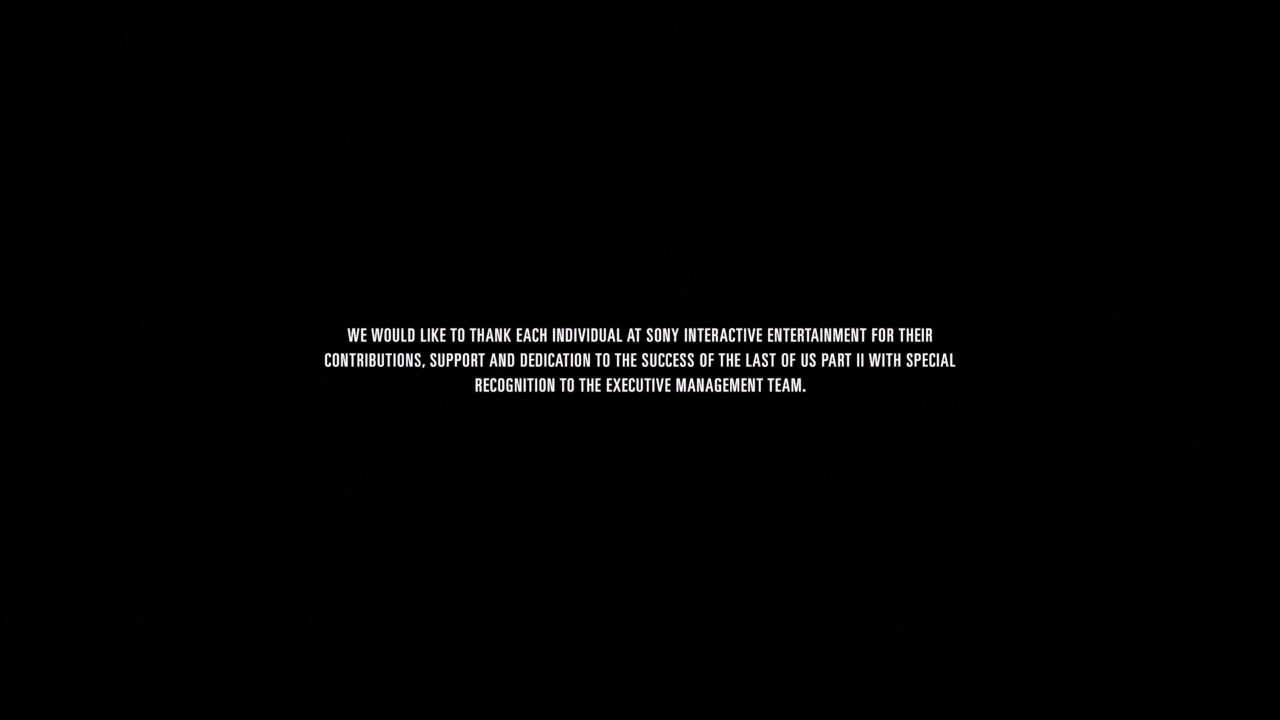 WE WOULD LIKE TO THANK EACH INDIVIDUAL AT SONY INTERACTIVE ENTERTAINMENT FOR THEIR
CONTRIBUTIONS, SUPPORT AND DEDICATION TO THE SUCCESS OF THE LAST OF US PART II WITH SPECIAL
RECOGNITION TO THE EXECUTIVE MANAGEMENT TEAM.